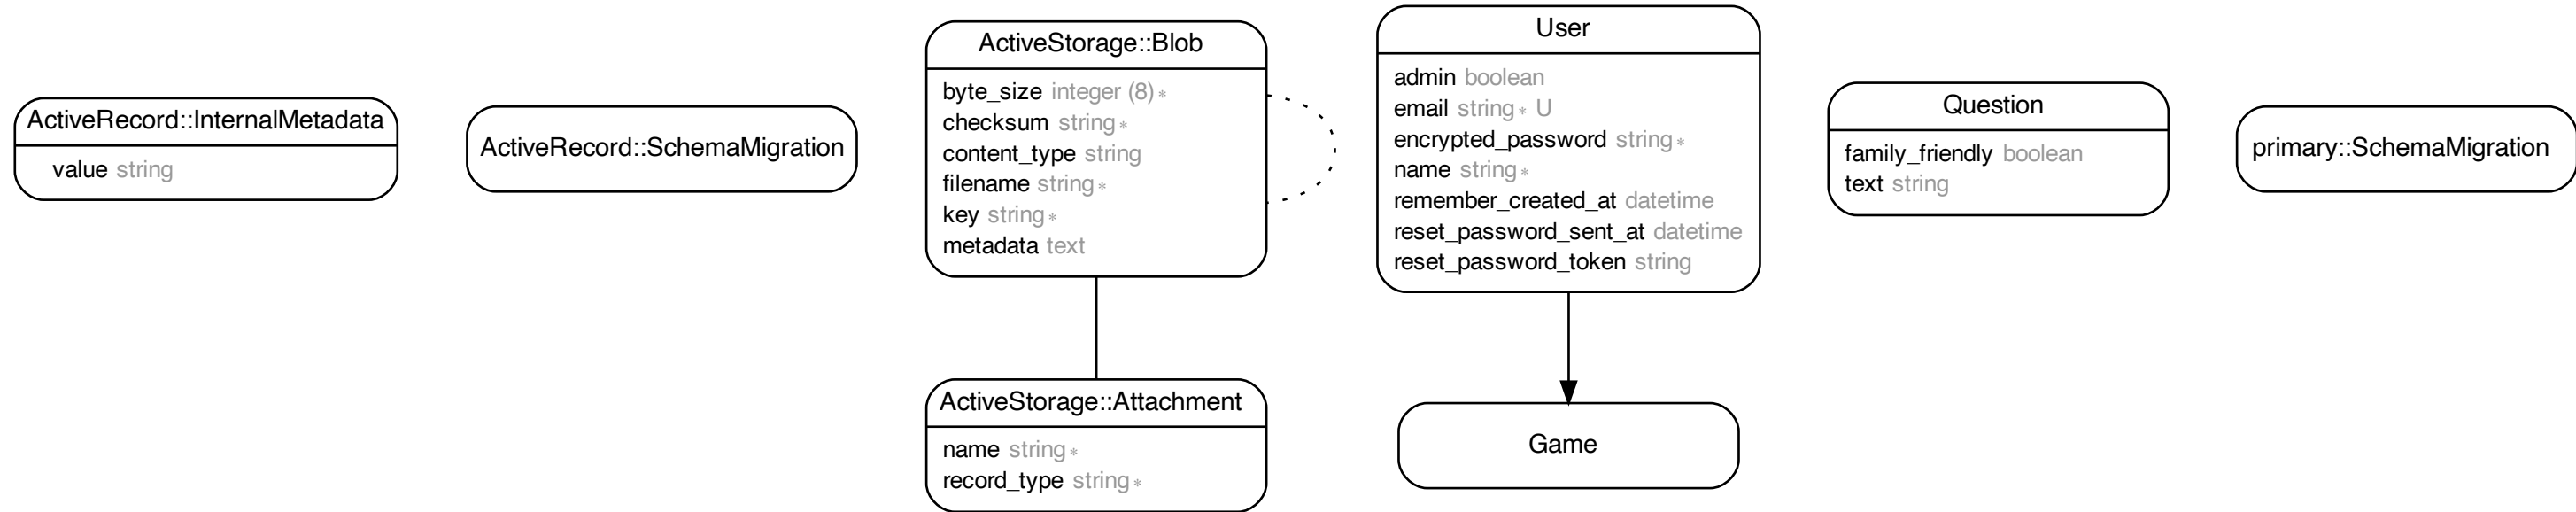 ActiveRecord::InternalMetadata
value string
ActiveRecord::SchemaMigration
ActiveStorage::Blob
byte_size integer (8) *
checksum string *
content_type string
filename string *
key string *
metadata text
ActiveStorage::Attachment
name string *
record_type string *
User
admin boolean
email string * U
encrypted_password string *
name string *
remember_created_at datetime
reset_password_sent_at datetime
reset_password_token string
Game
Question
family_friendly boolean
text string
primary::SchemaMigration